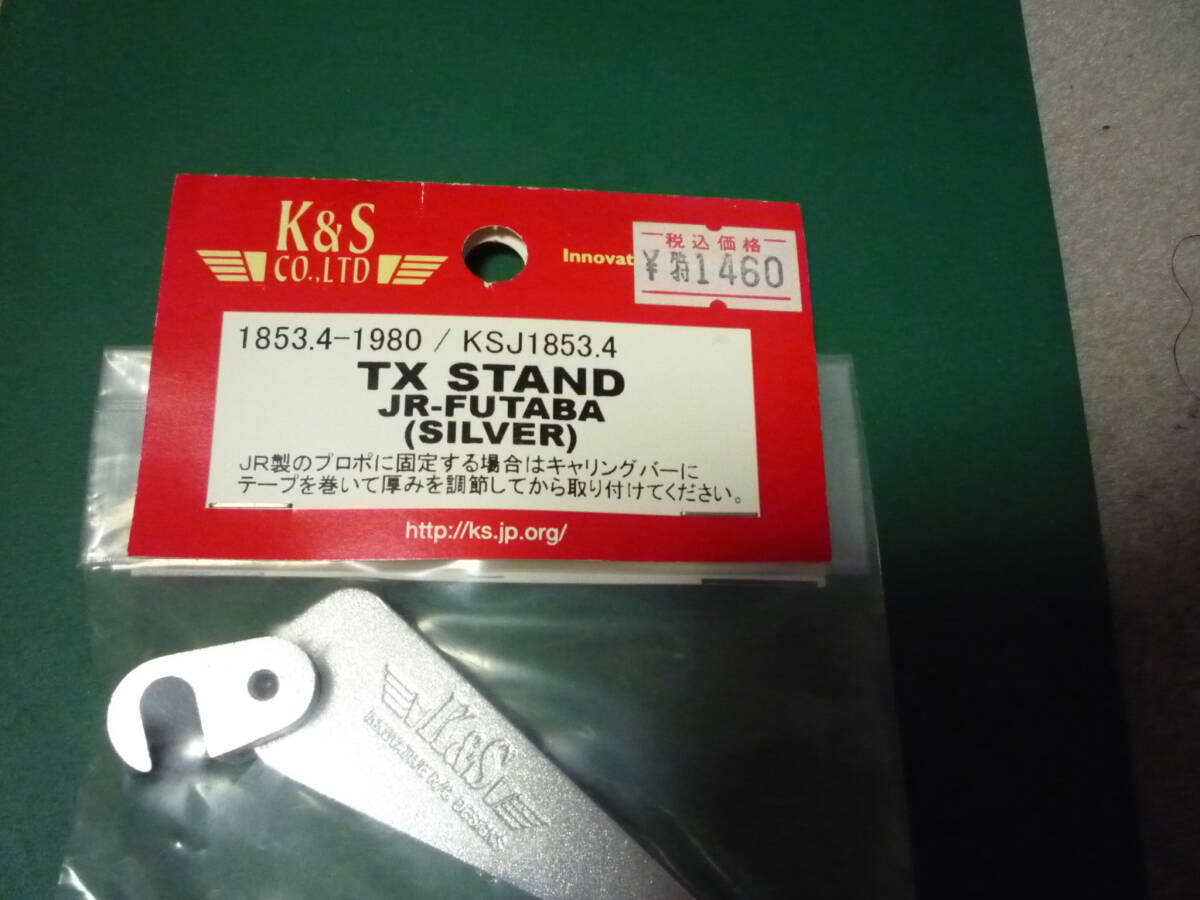 K&S
CO.,LTD
Innovat
税込価格
¥ 1460
1853.4-1980 / KSJ1853.4
TX STAND
JR-FUTABA
(SILVER)
JR製のプロポに固定する場合はキャリングバーに
テープを巻いて厚みを調節してから取り付けてください。
http://ks.jp.org/
K&S
R/C DESIGNS